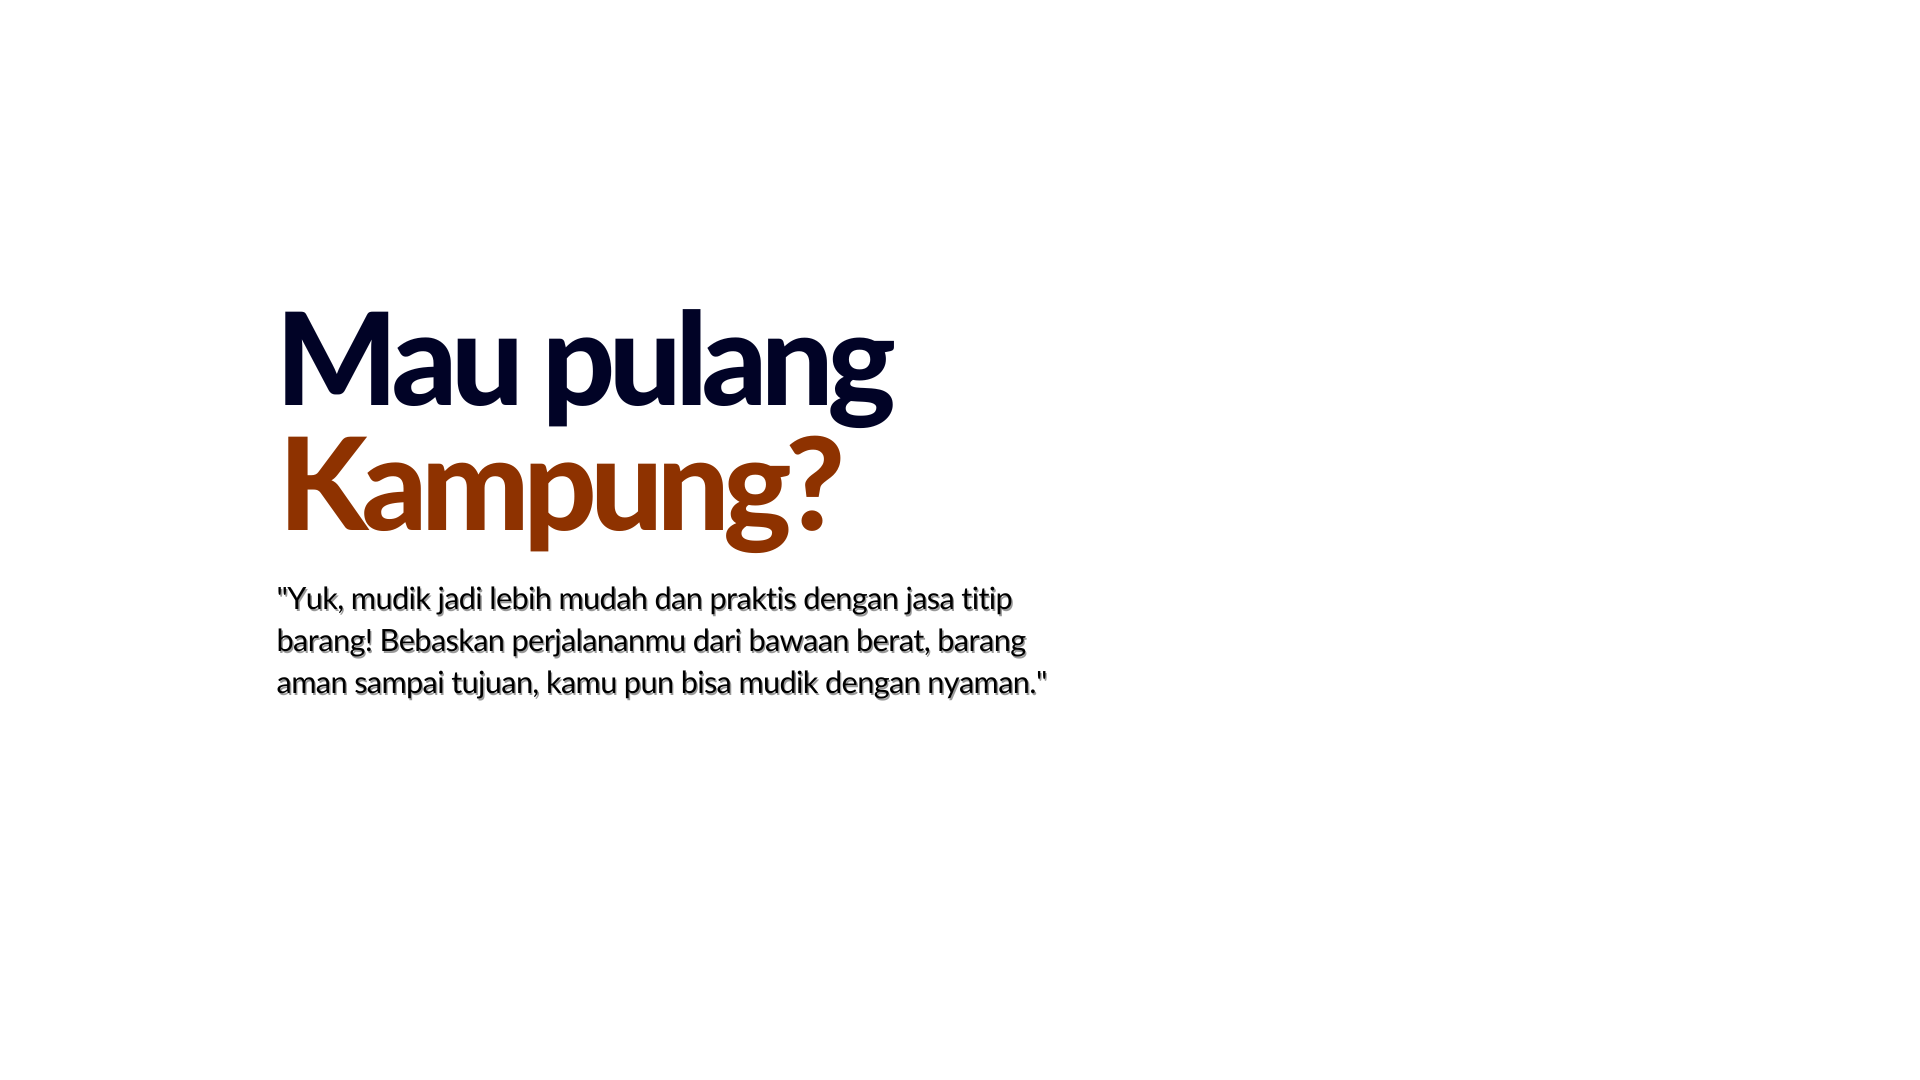 Mau pulang
Kampung?
"Yuk, mudik jadi lebih mudah dan praktis dengan jasa titip
barang! Bebaskan perjalananmu dari bawaan berat, barang
aman sampai tujuan, kamu pun bisa mudik dengan nyaman."